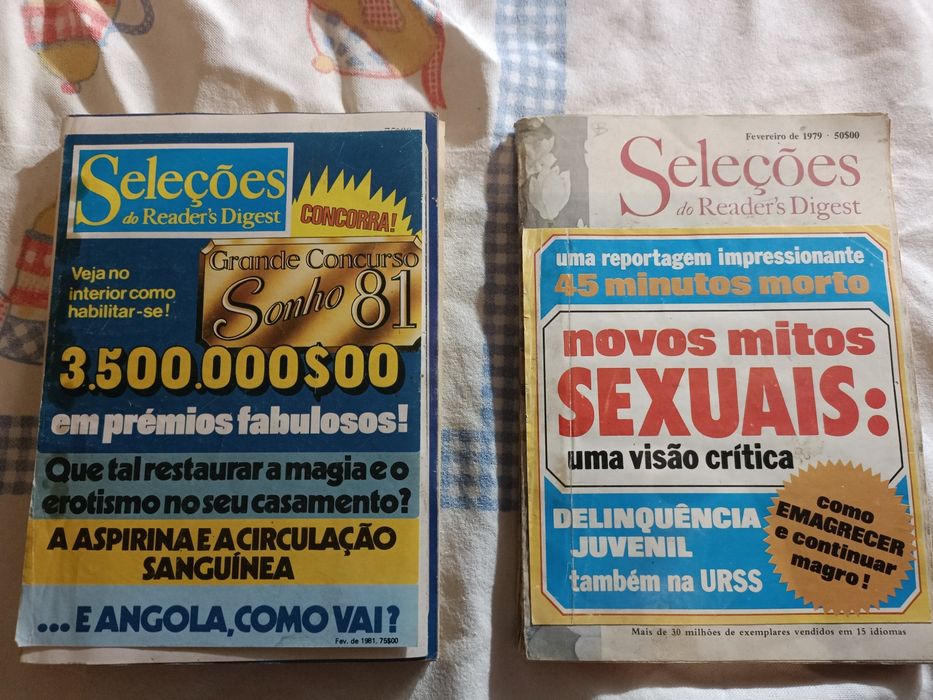 Seleções
do Reader's Digest
CONCORRA!
Grande Concurso
Sonho 81
Veja no
interior como
habilitar-se!
3.500.000$00
em prémios fabulosos!
Que tal restaurar a magia e o
erotismo no seu casamento?
A ASPIRINA E A CIRCULAÇÃO
SANGUÍNEA
... E ANGOLA, COMO VAI?
Fev. de 1981, 75$00
Fevereiro de 1979 · 50$00
Seleções
do Reader's Digest
uma reportagem impressionante
45 minutos morto
novos mitos
SEXUAIS:
uma visão crítica
DELINQUÊNCIA
JUVENIL
também na URSS
como
EMAGRECER
e continuar
magro!
Mais de 30 milhões de exemplares vendidos em 15 idiomas